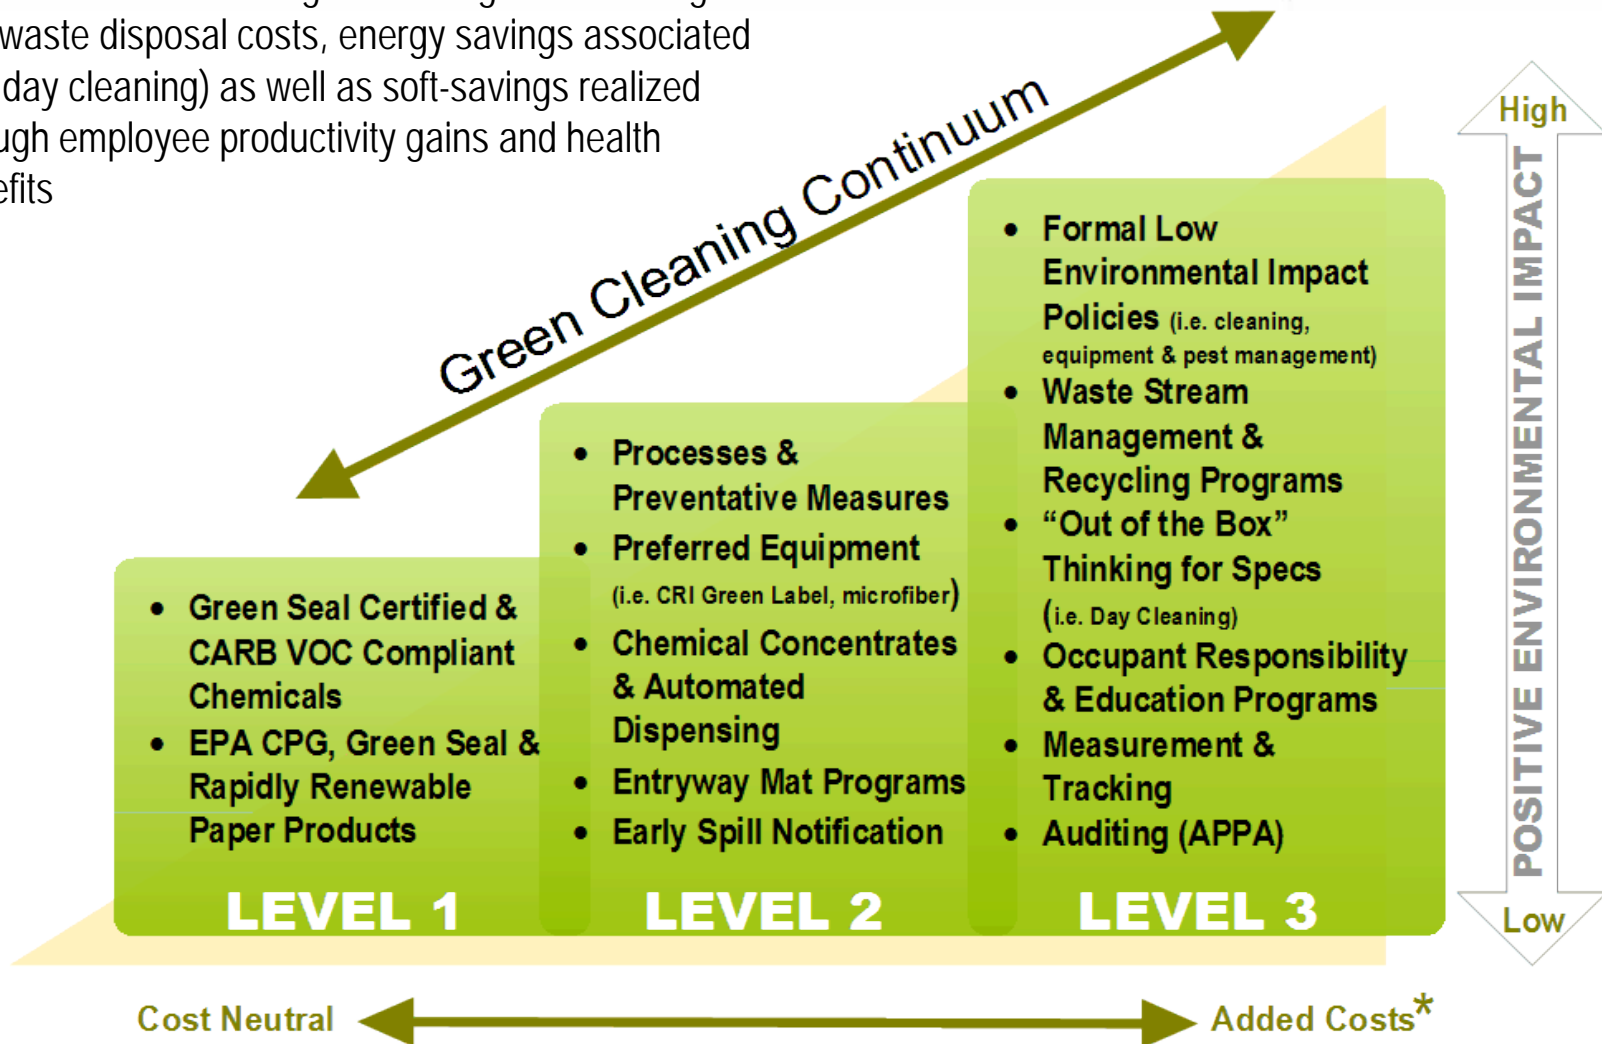 waste disposal costs, energy savings associated
day cleaning) as well as soft-savings realized
ugh employee productivity gains and health
efits
Green Cleaning Continuum
• Green Seal Certified &
CARB VOC Compliant
Chemicals
• EPA CPG, Green Seal &
Rapidly Renewable
Paper Products
LEVEL 1
• Processes &
Preventative Measures
• Preferred Equipment
(i.e. CRI Green Label, microfiber)
• Chemical Concentrates
& Automated
Dispensing
• Entryway Mat Programs
• Early Spill Notification
LEVEL 2
• Formal Low
Environmental Impact
Policies (i.e. cleaning,
equipment & pest management)
• Waste Stream
Management &
Recycling Programs
• “Out of the Box”
Thinking for Specs
(i.e. Day Cleaning)
• Occupant Responsibility
& Education Programs
• Measurement &
Tracking
• Auditing (APPA)
LEVEL 3
High
POSITIVE ENVIRONMENTAL IMPACT
Low
Cost Neutral
Added Costs*